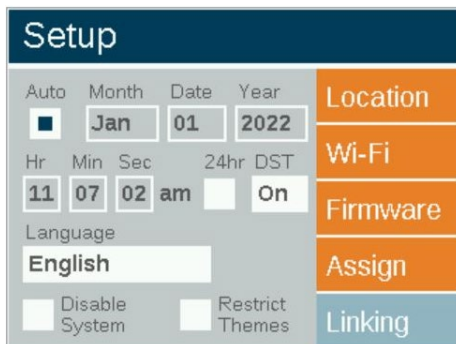 Setup
Auto Month Date Year
Jan 01 2022
Hr Min Sec 24hr DST
11 07 02 am On
Language
English
Disable System
Restrict Themes
Location
Wi-Fi
Firmware
Assign
Linking